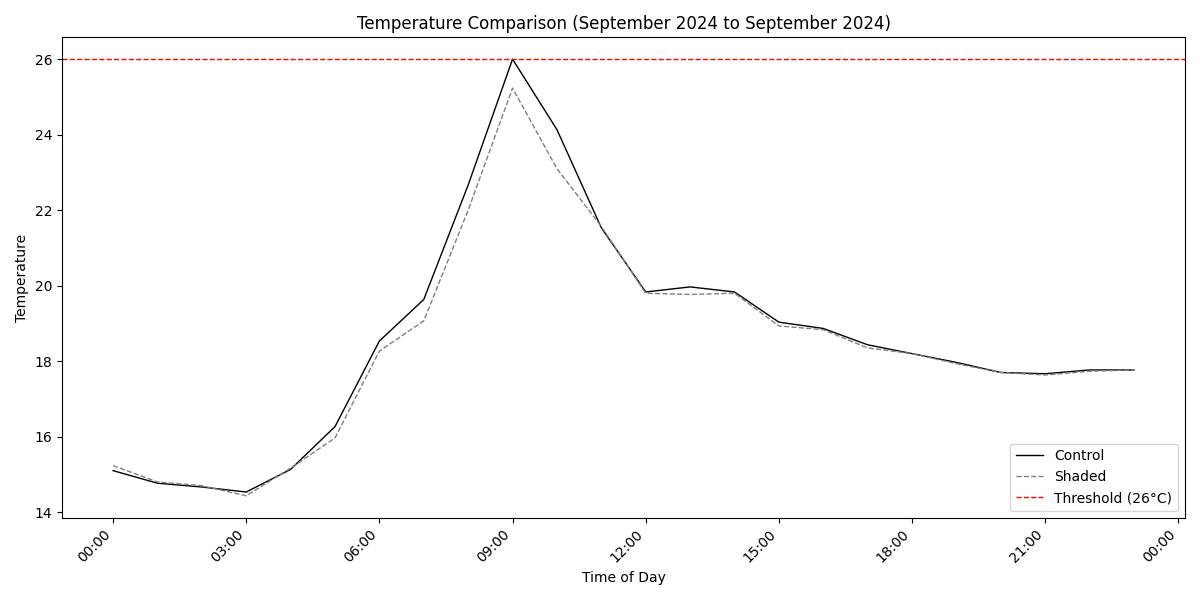 Temperature Comparison (September 2024 to September 2024)
Temperature
26
24
22
20
18
16
14
Control
Shaded
Threshold (26°C)
00:00
03:00
06:00
09:00
12:00
15:00
18:00
21:00
00:00
Time of Day